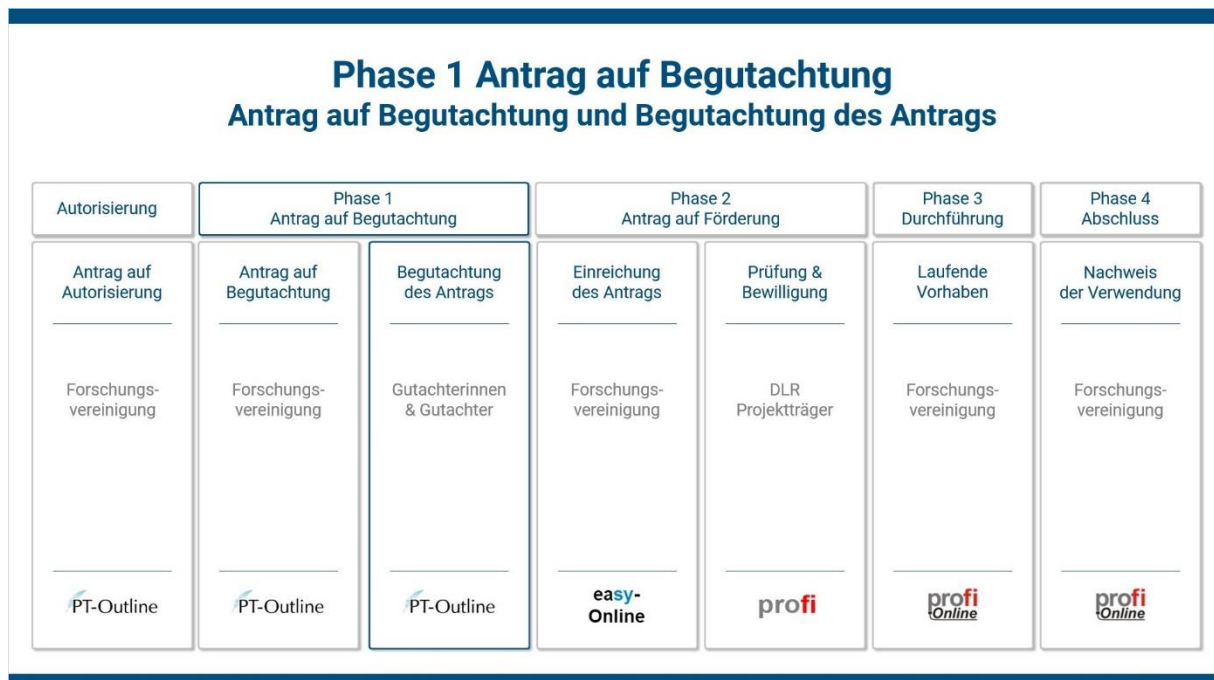 Phase 1 Antrag auf Begutachtung
Antrag auf Begutachtung und Begutachtung des Antrags
Autorisierung
Phase 1
Antrag auf Begutachtung
Phase 2
Antrag auf Förderung
Phase 3
Durchführung
Phase 4
Abschluss
Antrag auf
Autorisierung
Forschungs-
vereinigung
PT-Outline
Antrag auf
Begutachtung
Forschungs-
vereinigung
PT-Outline
Begutachtung
des Antrags
Gutachterinnen
& Gutachter
PT-Outline
Einreichung
des Antrags
Forschungs-
vereinigung
easy-
Online
Prüfung &
Bewilligung
DLR
Projektträger
profi
Laufende
Vorhaben
Forschungs-
vereinigung
profi
Online
Nachweis
der Verwendung
Forschungs-
vereinigung
profi
Online